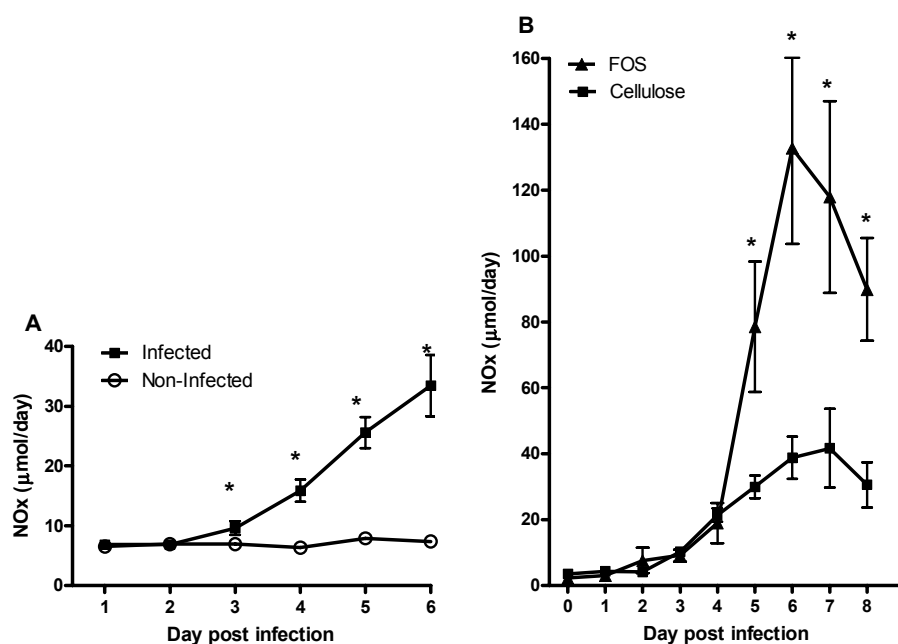 A
Infected
Non-Infected
NOx (μmol/day)
40
30
20
10
0
*
*
*
*
1 2 3 4 5 6
Day post infection
B
FOS
Cellulose
NOx (μmol/day)
160
140
120
100
80
60
40
20
0
*
*
*
*
0 1 2 3 4 5 6 7 8
Day post infection